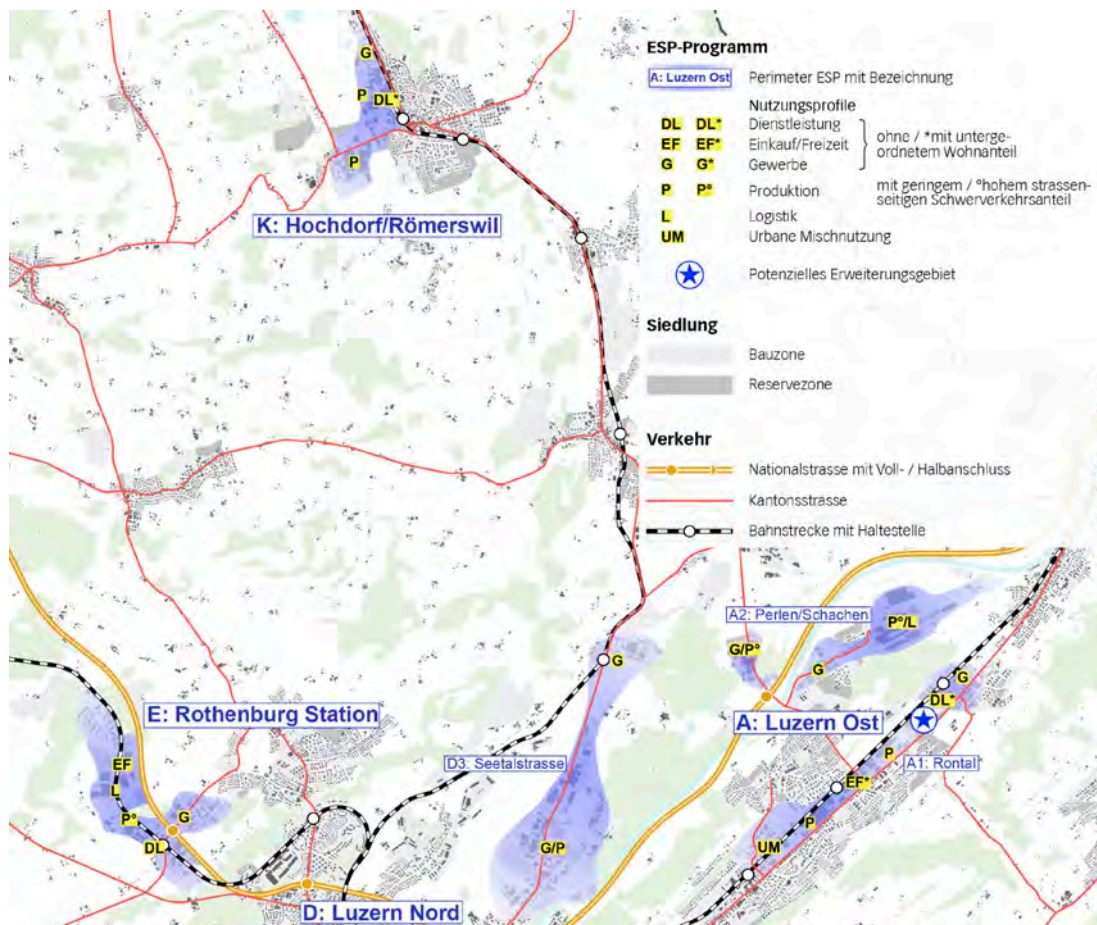 ESP-Programm
A: Luzern Ost Perimeter ESP mit Bezeichnung
Nutzungsprofile
DL DL* Dienstleistung
EF EF* Einkauf/Freizeit
G G* Gewerbe
ohne / *mit unterge-
ordnetem Wohnanteil
P P° Produktion
mit geringem / °hohem strassen-
seitigen Schwerverkehrsanteil
L Logistik
UM Urbane Mischnutzung
Potenzielles Erweiterungsgebiet
Siedlung
Bauzone
Reservezone
Verkehr
Nationalstrasse mit Voll- / Halbanschluss
Kantonsstrasse
Bahnstrecke mit Haltestelle
G
P
DL*
P
K: Hochdorf/Römerswil
A2: Perlen/Schachen
P°/L
G/P°
G
G
G
DL*
E: Rothenburg Station
A: Luzern Ost
D3: Seetalstrasse
P
A1: Rontal
EF
EF*
L
G
P°
P
DL
G/P
UM
D: Luzern Nord